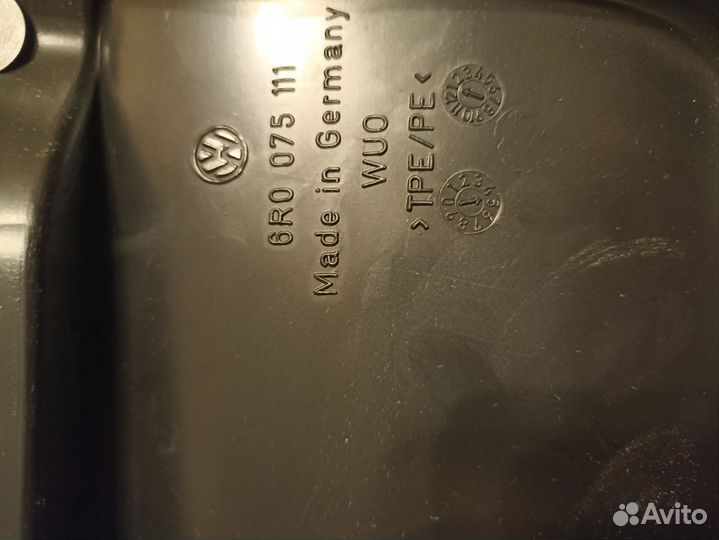 6R0 075 111
Made in Germany
WUO
>TPE/PE<
Avito